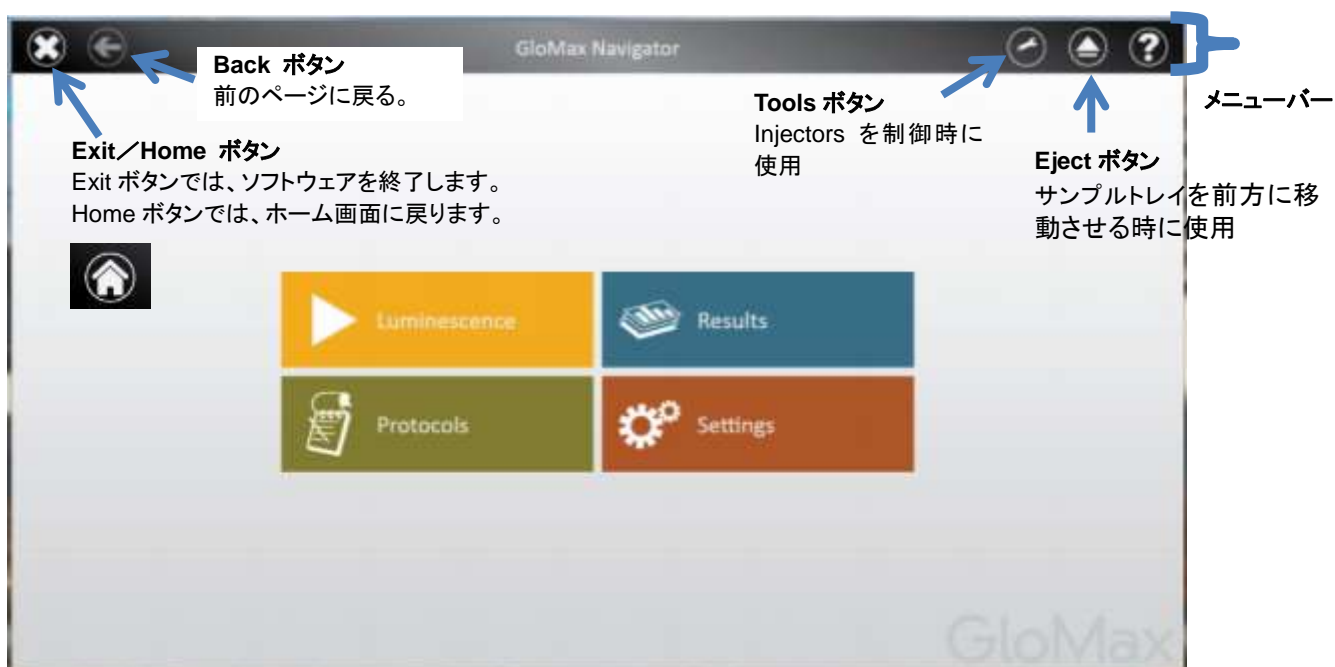 GloMax Navigator
Back ボタン
前のページに戻る。
Exit／Home ボタン
Exit ボタンでは、ソフトウェアを終了します。
Home ボタンでは、ホーム画面に戻ります。
Tools ボタン
Injectors を制御時に
使用
Eject ボタン
サンプルトレイを前方に移
動させる時に使用
メニューバー
?
Luminescence
Results
Protocols
Settings
GloMax